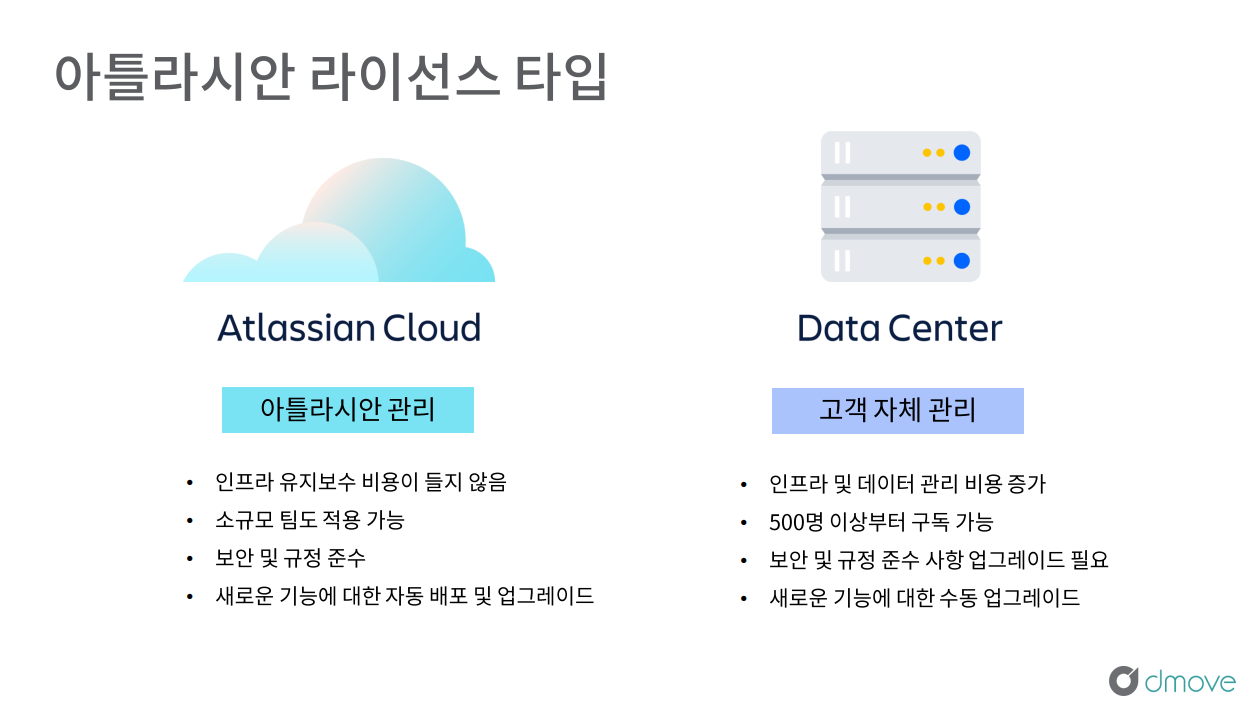 아틀라시안 라이선스 타입
Atlassian Cloud
아틀라시안 관리
• 인프라 유지보수 비용이 들지 않음
• 소규모 팀도 적용 가능
• 보안 및 규정 준수
• 새로운 기능에 대한 자동 배포 및 업그레이드
Data Center
고객 자체 관리
• 인프라 및 데이터 관리 비용 증가
• 500명 이상부터 구독 가능
• 보안 및 규정 준수 사항 업그레이드 필요
• 새로운 기능에 대한 수동 업그레이드
dmove